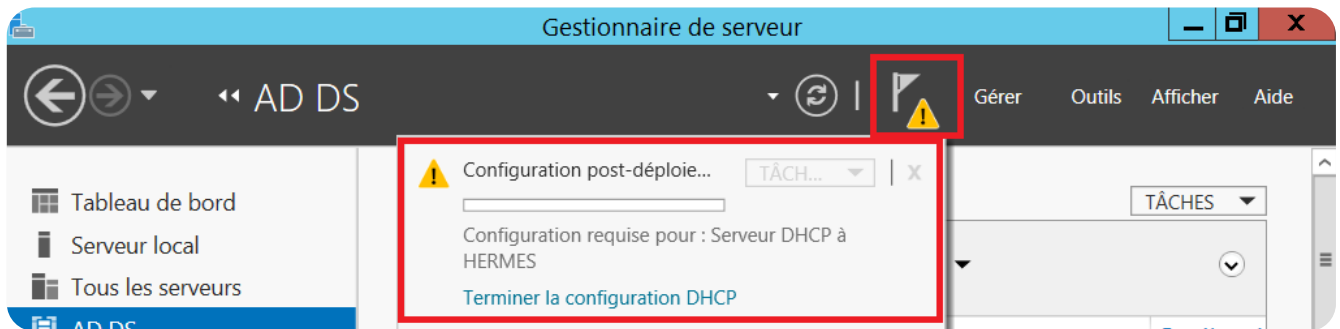 Gestionnaire de serveur
AD DS
Gérer Outils Afficher Aide
Configuration post-déploie... TÂCH... X
Configuration requise pour : Serveur DHCP à
HERMES
Terminer la configuration DHCP
Tableau de bord
Serveur local
Tous les serveurs
AD DS
TÂCHES